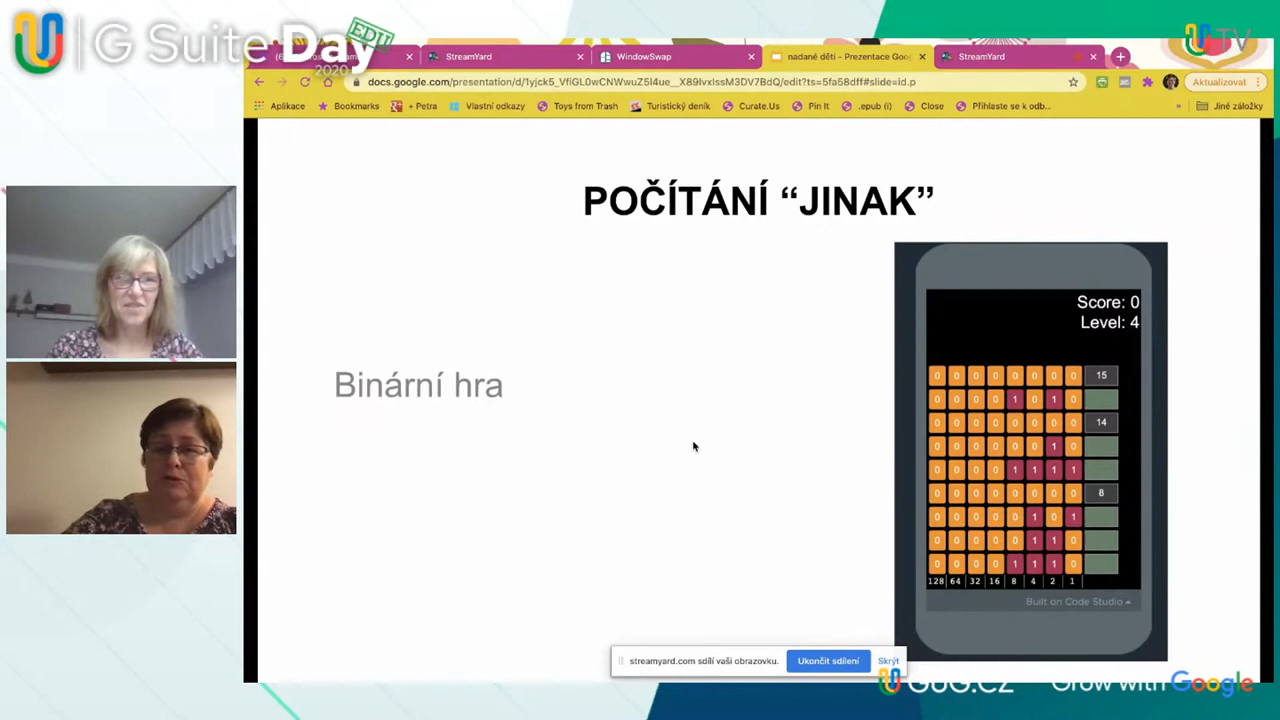 G Suite Day
EDU
2020
TV
StreamYard
WindowSwap
nadané děti - Prezentace Goo
StreamYard
docs.google.com/presentation/d/1yjck5_VfiGL0wCNWwuZ5I4ue__X89IvxIssM3DV7BdQ/edit?ts=5fa58dff#slide=id.p
Aktualizovat
Aplikace
Bookmarks
+ Petra
Vlastní odkazy
Toys from Trash
Turistický deník
Curate.Us
Pin It
.epub (i)
Close
Přihlaste se k odb...
Jiné záložky
POČÍTÁNÍ “JINAK”
Binární hra
Score: 0
Level: 4
0 0 0 0 0 0 0 0 15
0 0 0 0 1 0 1 0
0 0 0 0 0 0 0 0 14
0 0 0 0 0 0 1 0
0 0 0 0 1 1 1 1
0 0 0 0 0 0 0 0 8
0 0 0 0 0 1 0 1
0 0 0 0 0 1 1 0
0 0 0 0 1 1 1 0
128 64 32 16 8 4 2 1
Built on Code Studio
streamyard.com sdílí vaši obrazovku.
Ukončit sdílení
Skrýt
GUG.CZ
Grow with Google